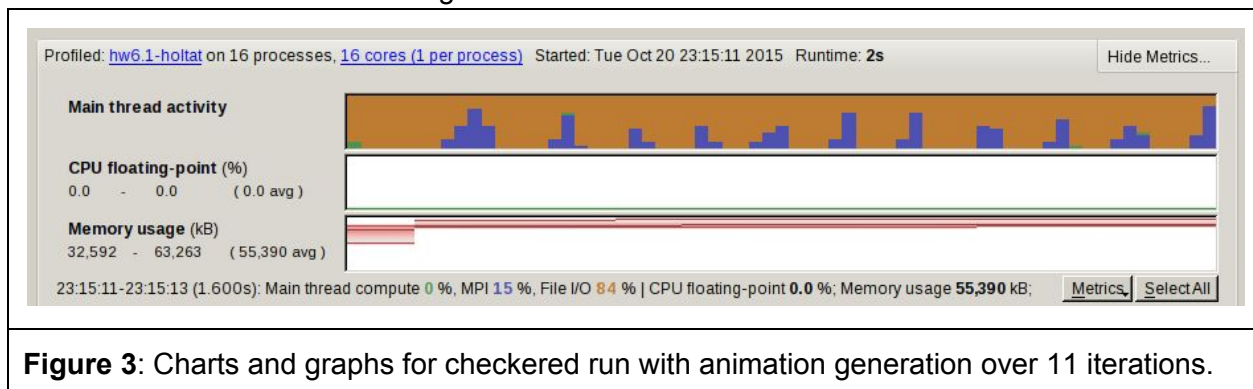 Profiled: hw6.1-holtat on 16 processes, 16 cores (1 per process) Started: Tue Oct 20 23:15:11 2015 Runtime: 2s Hide Metrics...
Main thread activity
CPU floating-point (%)
0.0 - 0.0 ( 0.0 avg )
Memory usage (kB)
32,592 - 63,263 ( 55,390 avg )
23:15:11-23:15:13 (1.600s): Main thread compute 0 %, MPI 15 %, File I/O 84 % | CPU floating-point 0.0 %; Memory usage 55,390 kB; Metrics Select All
Figure 3: Charts and graphs for checkered run with animation generation over 11 iterations.